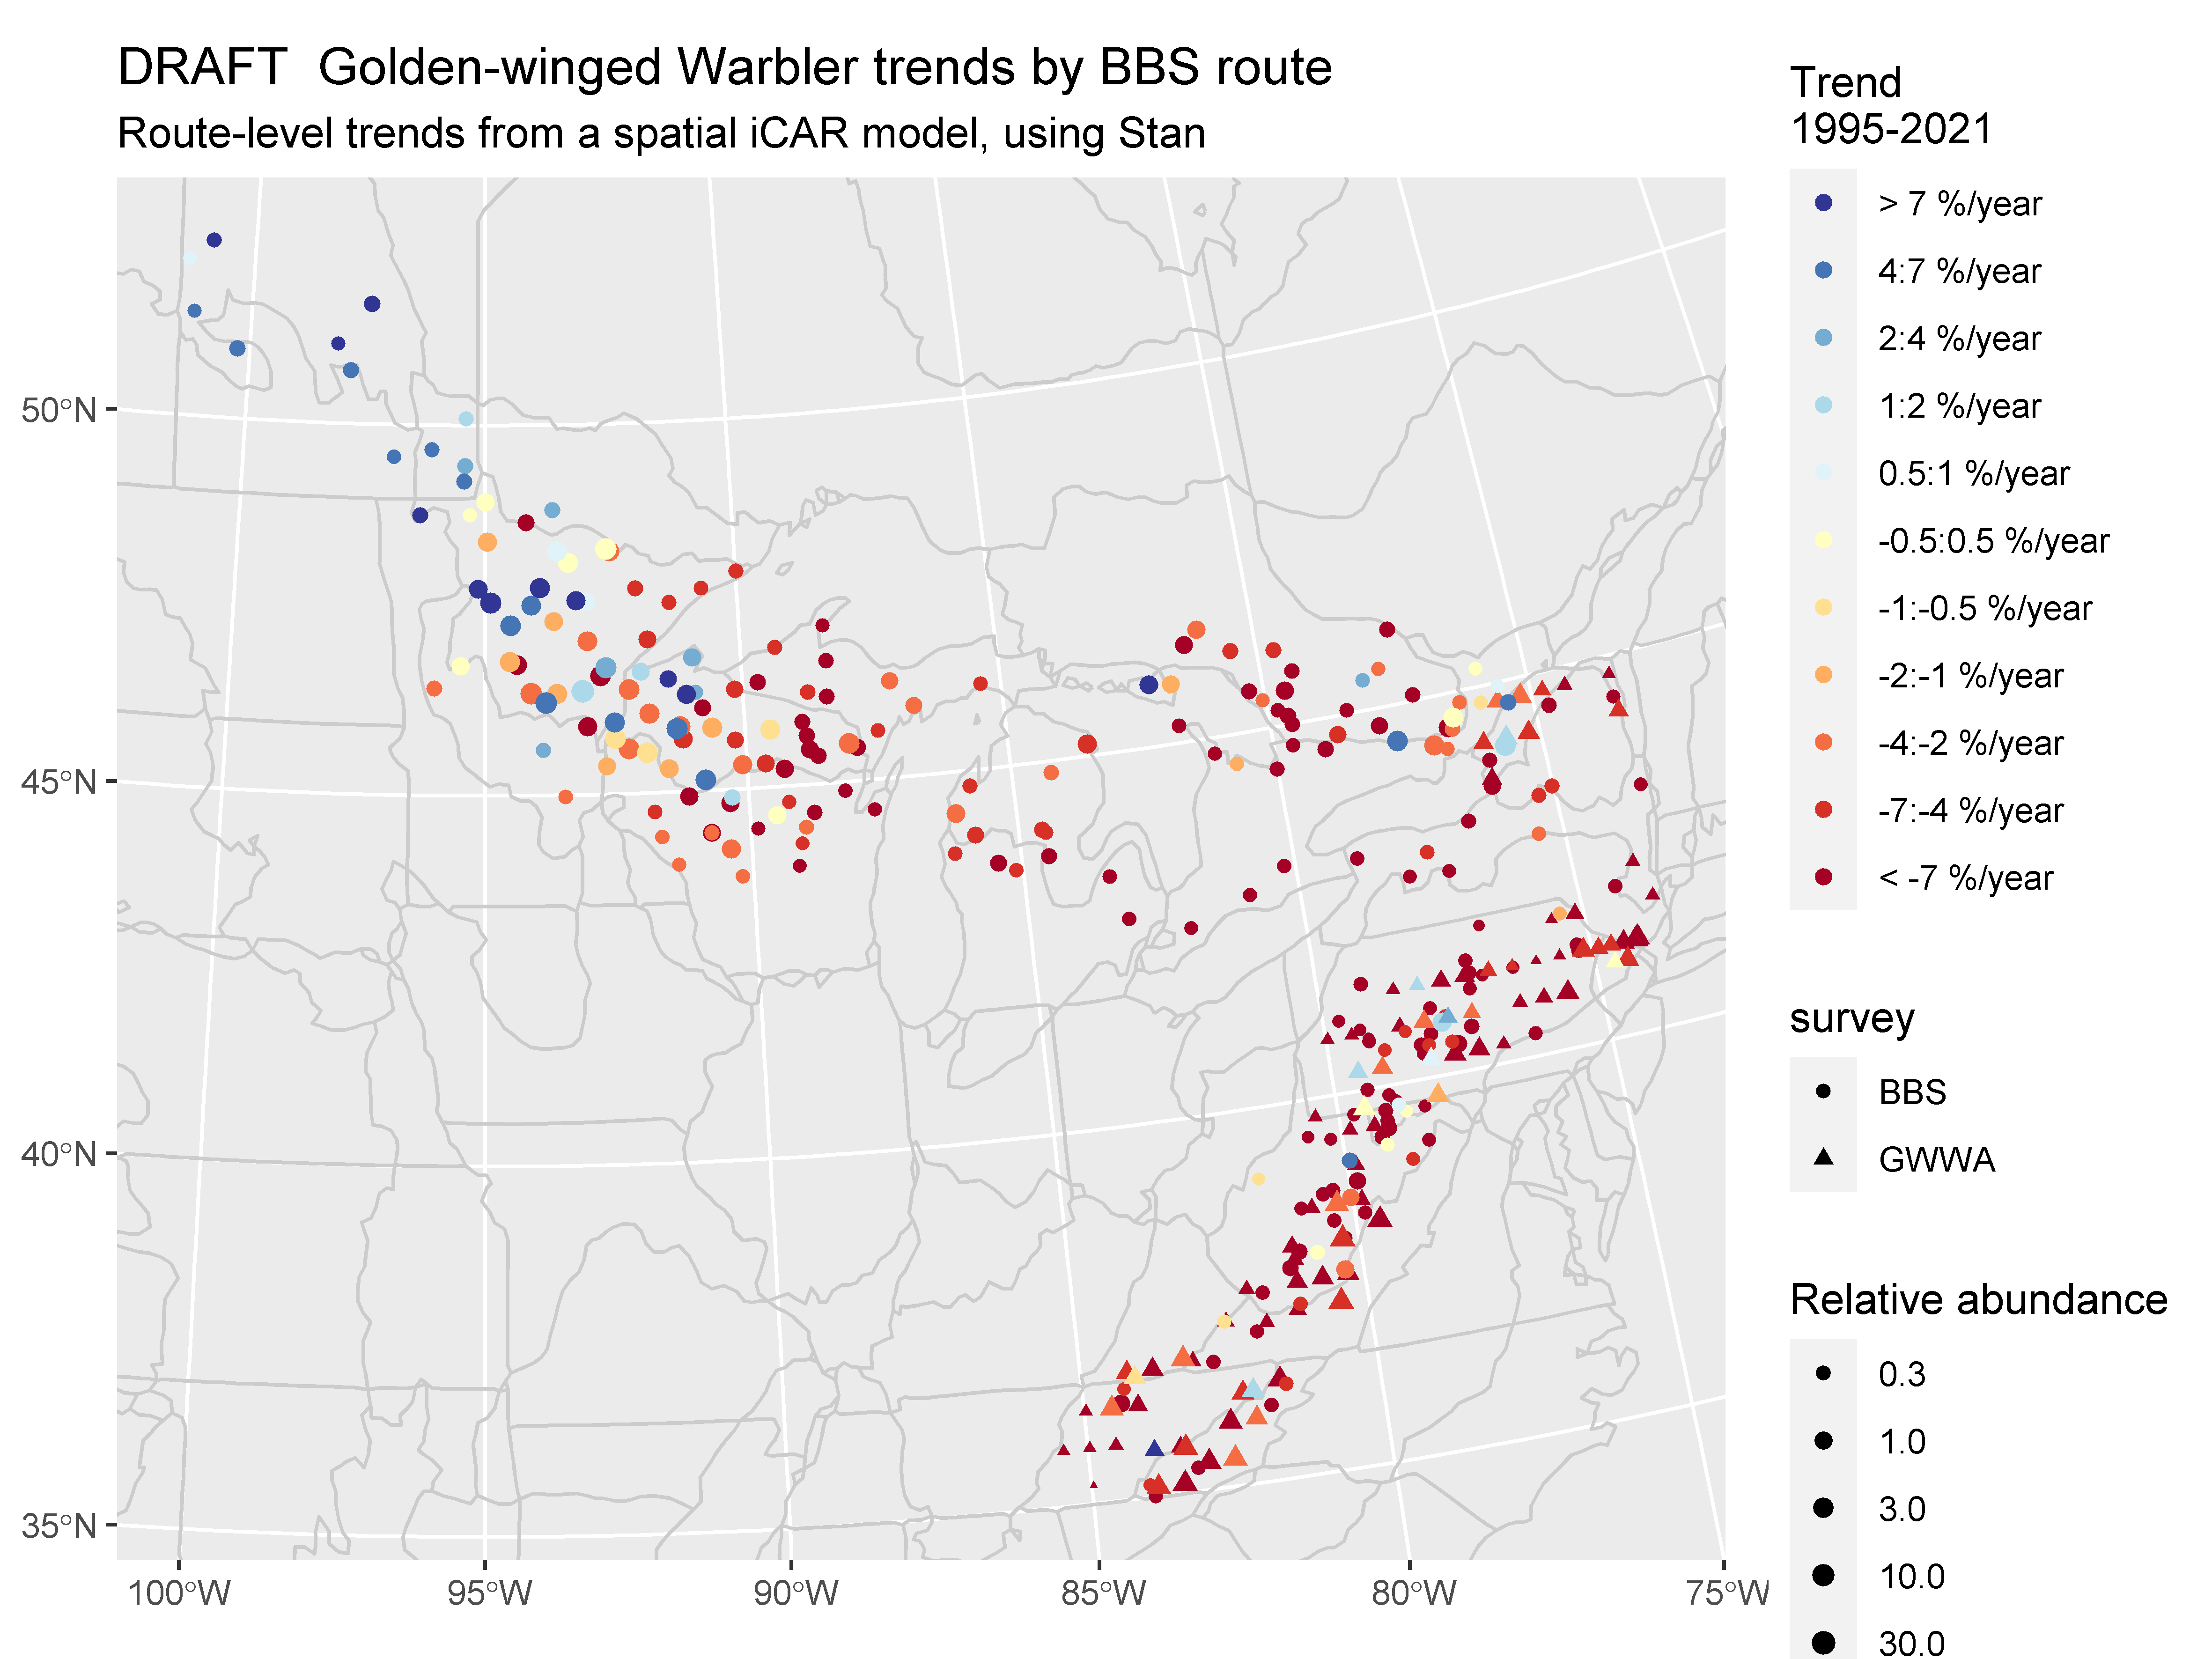 DRAFT  Golden-winged Warbler trends by BBS route
Route-level trends from a spatial iCAR model, using Stan
50°N
45°N
40°N
35°N
100°W
95°W
90°W
85°W
80°W
75°W
Trend
1995-2021
> 7 %/year
4:7 %/year
2:4 %/year
1:2 %/year
0.5:1 %/year
-0.5:0.5 %/year
-1:-0.5 %/year
-2:-1 %/year
-4:-2 %/year
-7:-4 %/year
< -7 %/year
survey
BBS
GWWA
Relative abundance
0.3
1.0
3.0
10.0
30.0